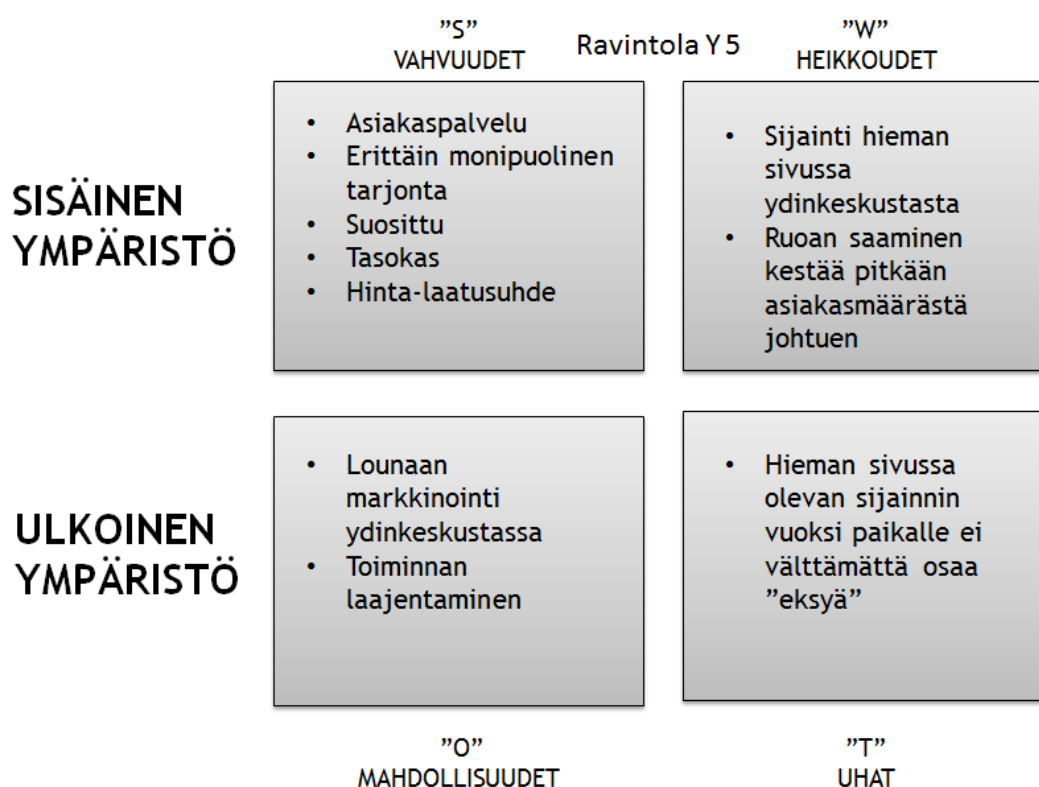 "S"
VAHVUUDET
Ravintola Y 5
"W"
HEIKKOUDET
SISÄINEN
YMPÄRISTÖ
• Asiakaspalvelu
• Erittäin monipuolinen
tarjonta
• Suosittu
• Tasokas
• Hinta-laatusuhde
• Sijainti hieman
sivussa
ydinkeskustasta
• Ruoan saaminen
kestää pitkään
asiakasmäärästä
johtuen
ULKOINEN
YMPÄRISTÖ
• Lounaan
markkinointi
ydinkeskustassa
• Toiminnan
laajentaminen
• Hieman sivussa
olevan sijainnin
vuoksi paikalle ei
välttämättä osaa
”eksyä”
”O”
MAHDOLLISUUDET
”T”
UHAT